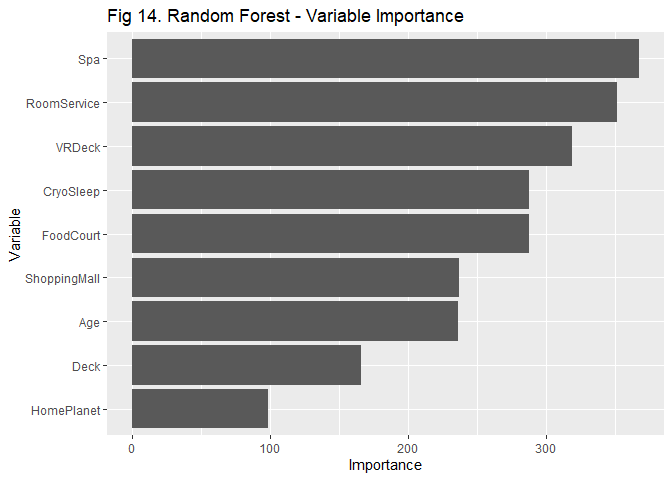 Fig 14. Random Forest - Variable Importance
Spa
RoomService
VRDeck
CryoSleep
FoodCourt
ShoppingMall
Age
Deck
HomePlanet
Variable
0 100 200 300
Importance